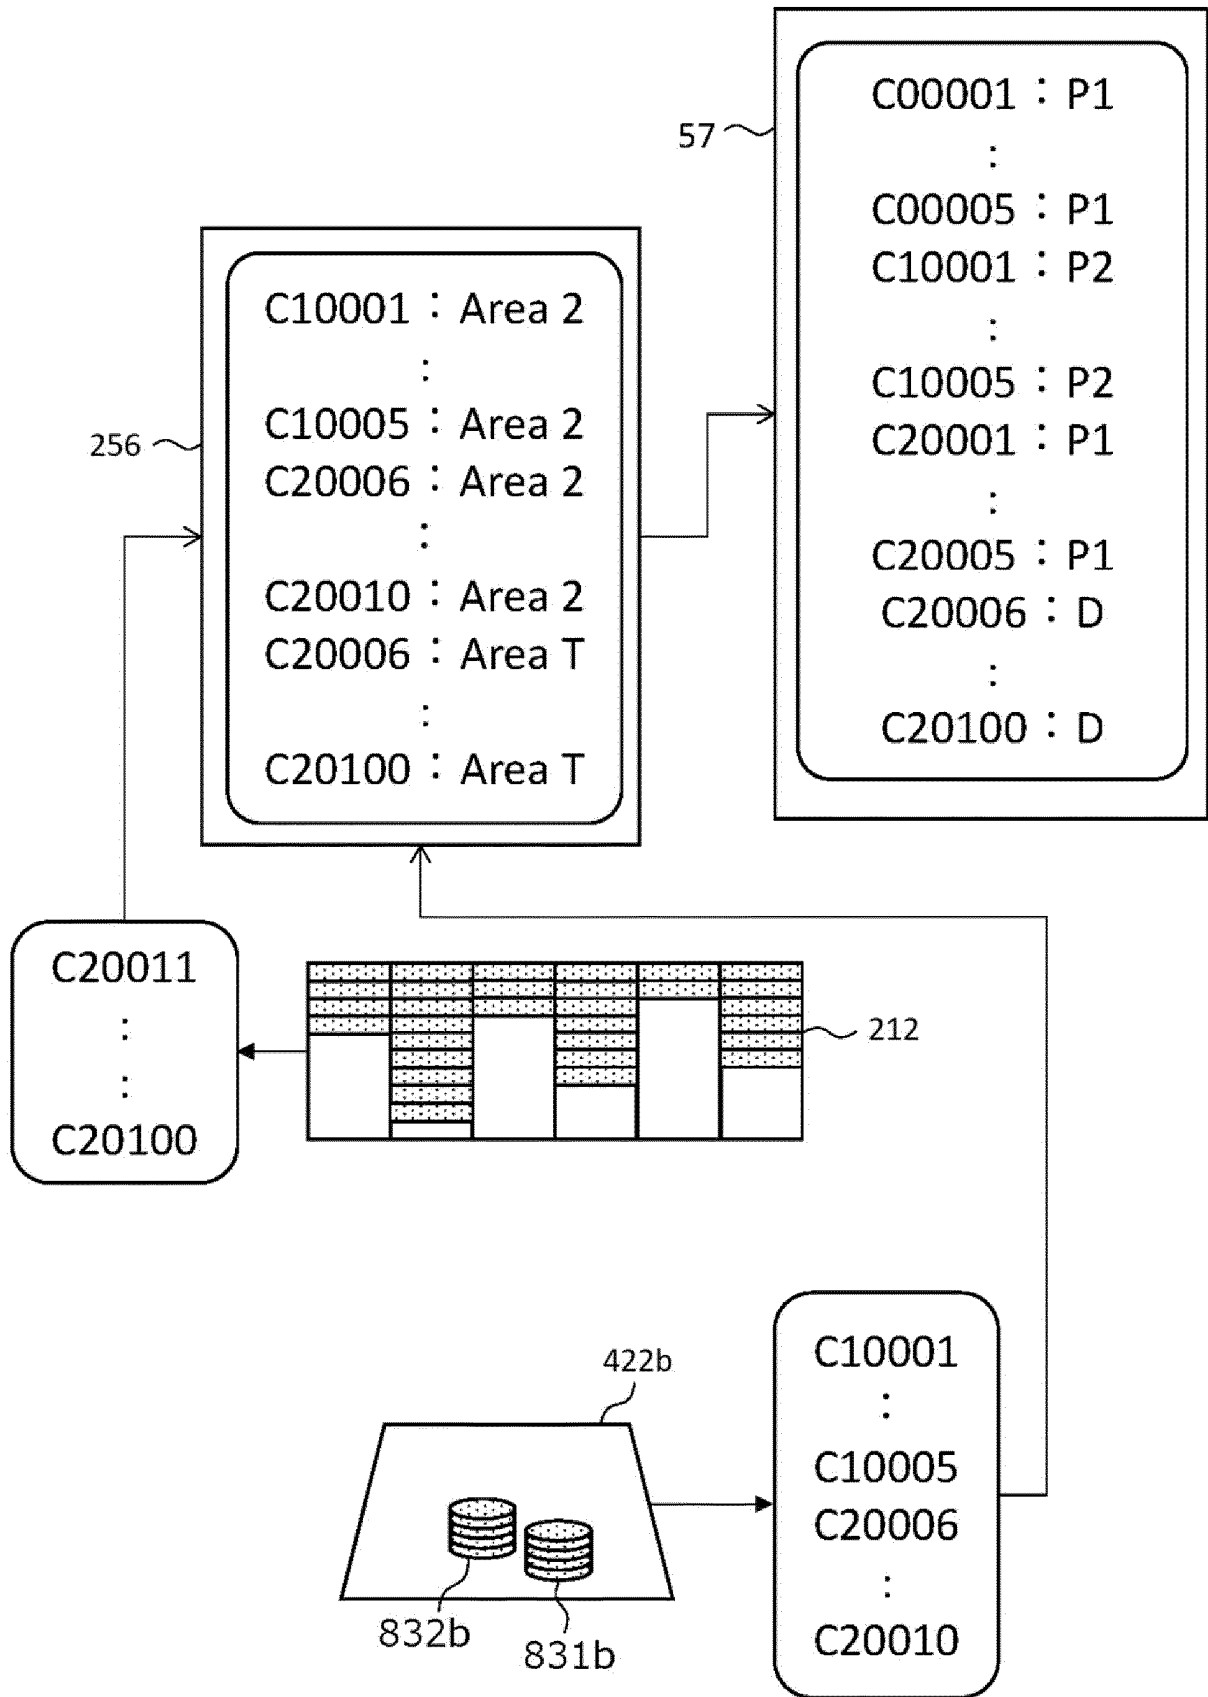 57
C00001 : P1
:
C00005 : P1
C10001 : P2
:
C10005 : P2
C20001 : P1
:
C20005 : P1
C20006 : D
:
C20100 : D
256
C10001 : Area 2
:
C10005 : Area 2
C20006 : Area 2
:
C20010 : Area 2
C20006 : Area T
:
C20100 : Area T
C20011
:
:
C20100
212
422b
832b
831b
C10001
:
C10005
C20006
:
C20010